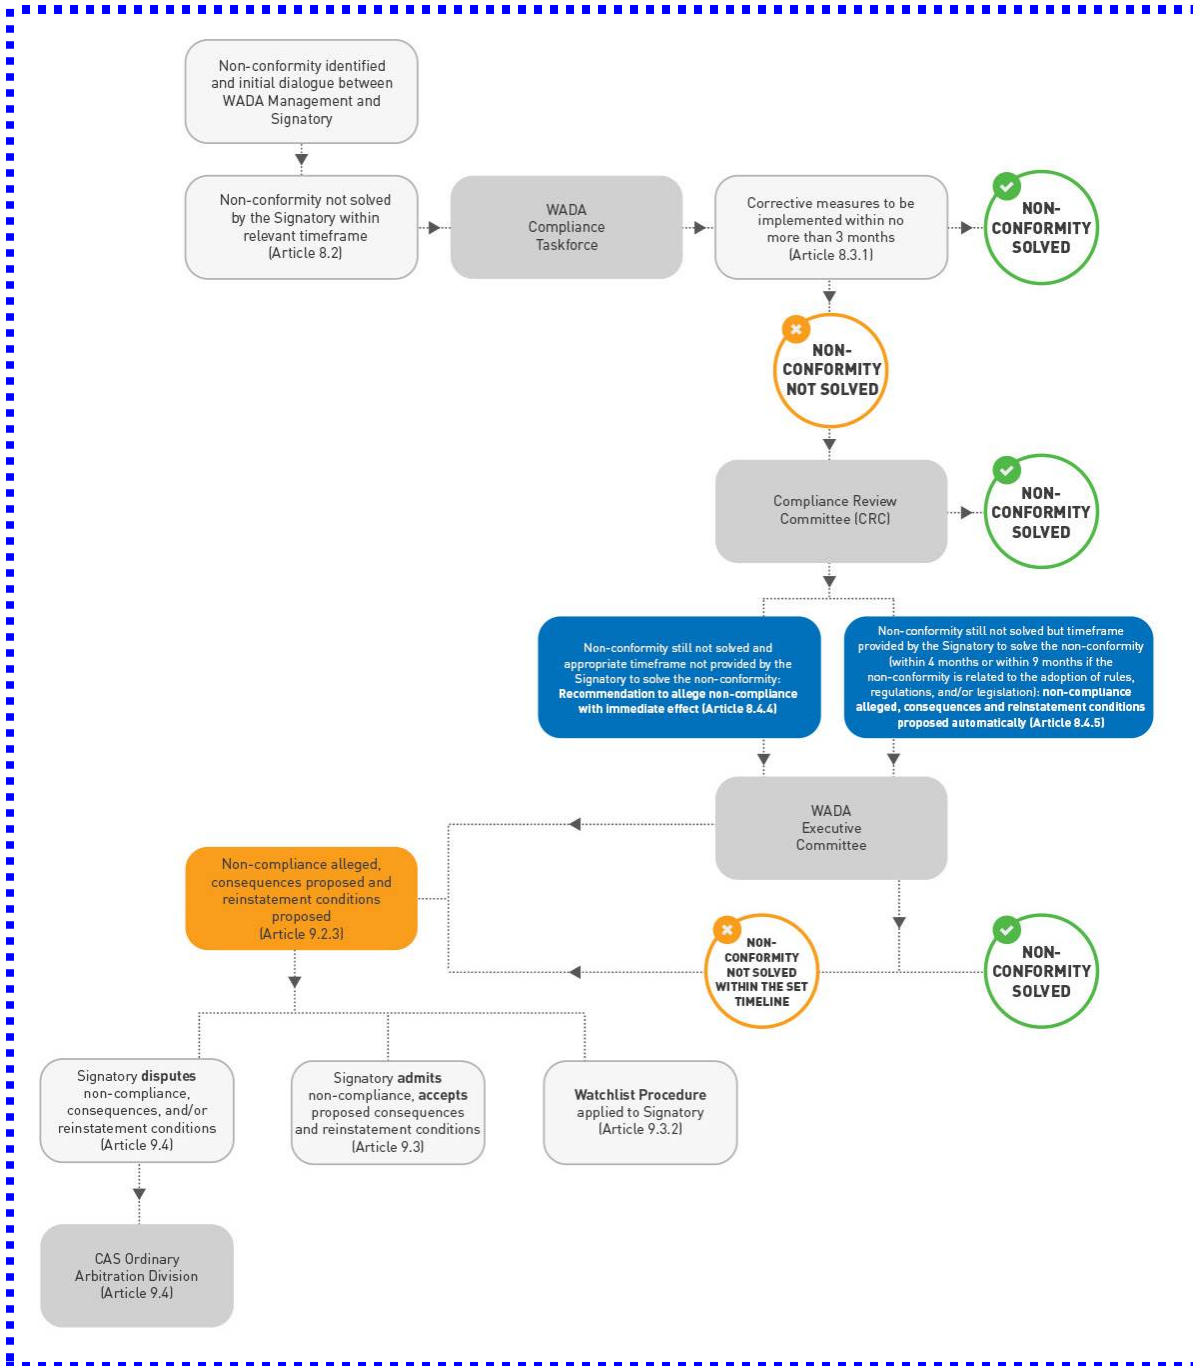 Non-conformity identified
and initial dialogue between
WADA Management and
Signatory
Non-conformity not solved
by the Signatory within
relevant timeframe
(Article 8.2)
WADA
Compliance
Taskforce
Corrective measures to be
implemented within no
more than 3 months
(Article 8.3.1)
NON-
CONFORMITY
SOLVED
NON-
CONFORMITY
NOT SOLVED
Compliance Review
Committee (CRC)
NON-
CONFORMITY
SOLVED
Non-conformity still not solved and
appropriate timeframe not provided by the
Signatory to solve the non-conformity:
Recommendation to allege non-compliance
with immediate effect (Article 8.4.4)
Non-conformity still not solved but timeframe
provided by the Signatory to solve the non-conformity
(within 4 months or within 9 months if the
non-conformity is related to the adoption of rules,
regulations, and/or legislation): non-compliance
alleged, consequences and reinstatement conditions
proposed automatically (Article 8.4.5)
WADA
Executive
Committee
Non-compliance alleged,
consequences proposed and
reinstatement conditions
proposed
(Article 9.2.3)
NON-
CONFORMITY
NOT SOLVED
WITHIN THE SET
TIMELINE
NON-
CONFORMITY
SOLVED
Signatory disputes
non-compliance,
consequences, and/or
reinstatement conditions
(Article 9.4)
Signatory admits
non-compliance, accepts
proposed consequences
and reinstatement conditions
(Article 9.3)
Watchlist Procedure
applied to Signatory
(Article 9.3.2)
CAS Ordinary
Arbitration Division
(Article 9.4)